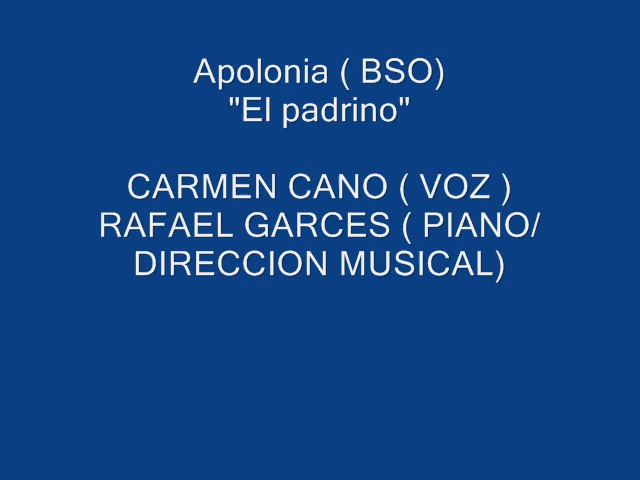 Apolonia ( BSO)
"El padrino"
CARMEN CANO ( VOZ )
RAFAEL GARCES ( PIANO/
DIRECCION MUSICAL)